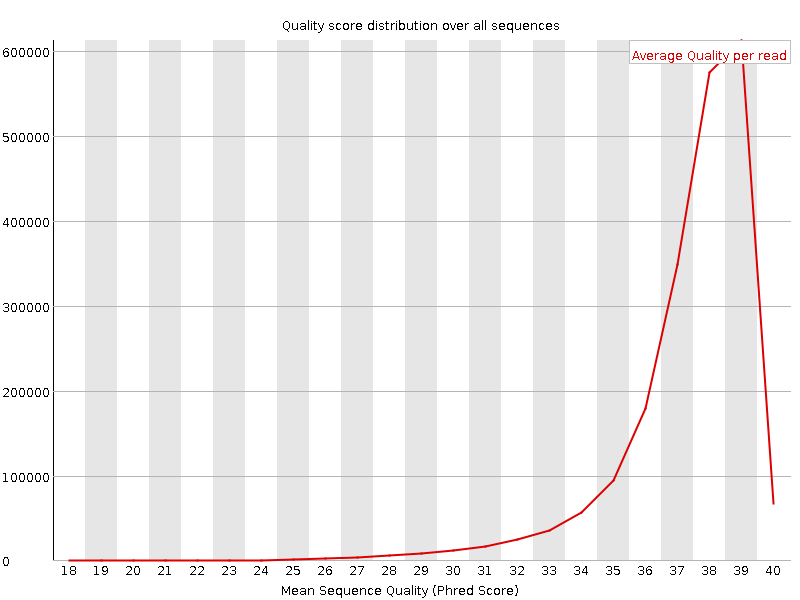 Quality score distribution over all sequences
Average Quality per read
600000
500000
400000
300000
200000
100000
0
18 19 20 21 22 23 24 25 26 27 28 29 30 31 32 33 34 35 36 37 38 39 40
Mean Sequence Quality (Phred Score)